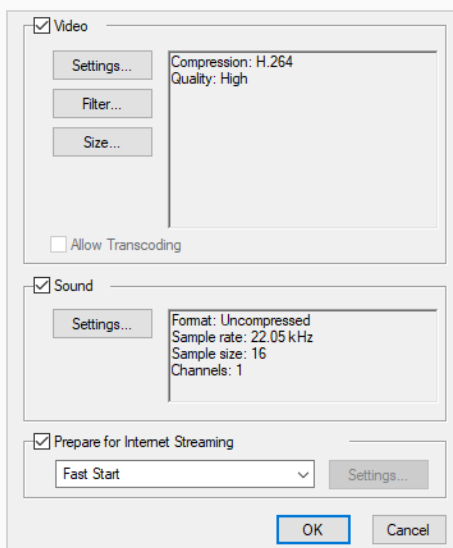 Video
Settings...
Compression: H.264
Quality: High
Filter...
Size...
Allow Transcoding
Sound
Settings...
Format: Uncompressed
Sample rate: 22.05 kHz
Sample size: 16
Channels: 1
Prepare for Internet Streaming
Fast Start
Settings...
OK
Cancel